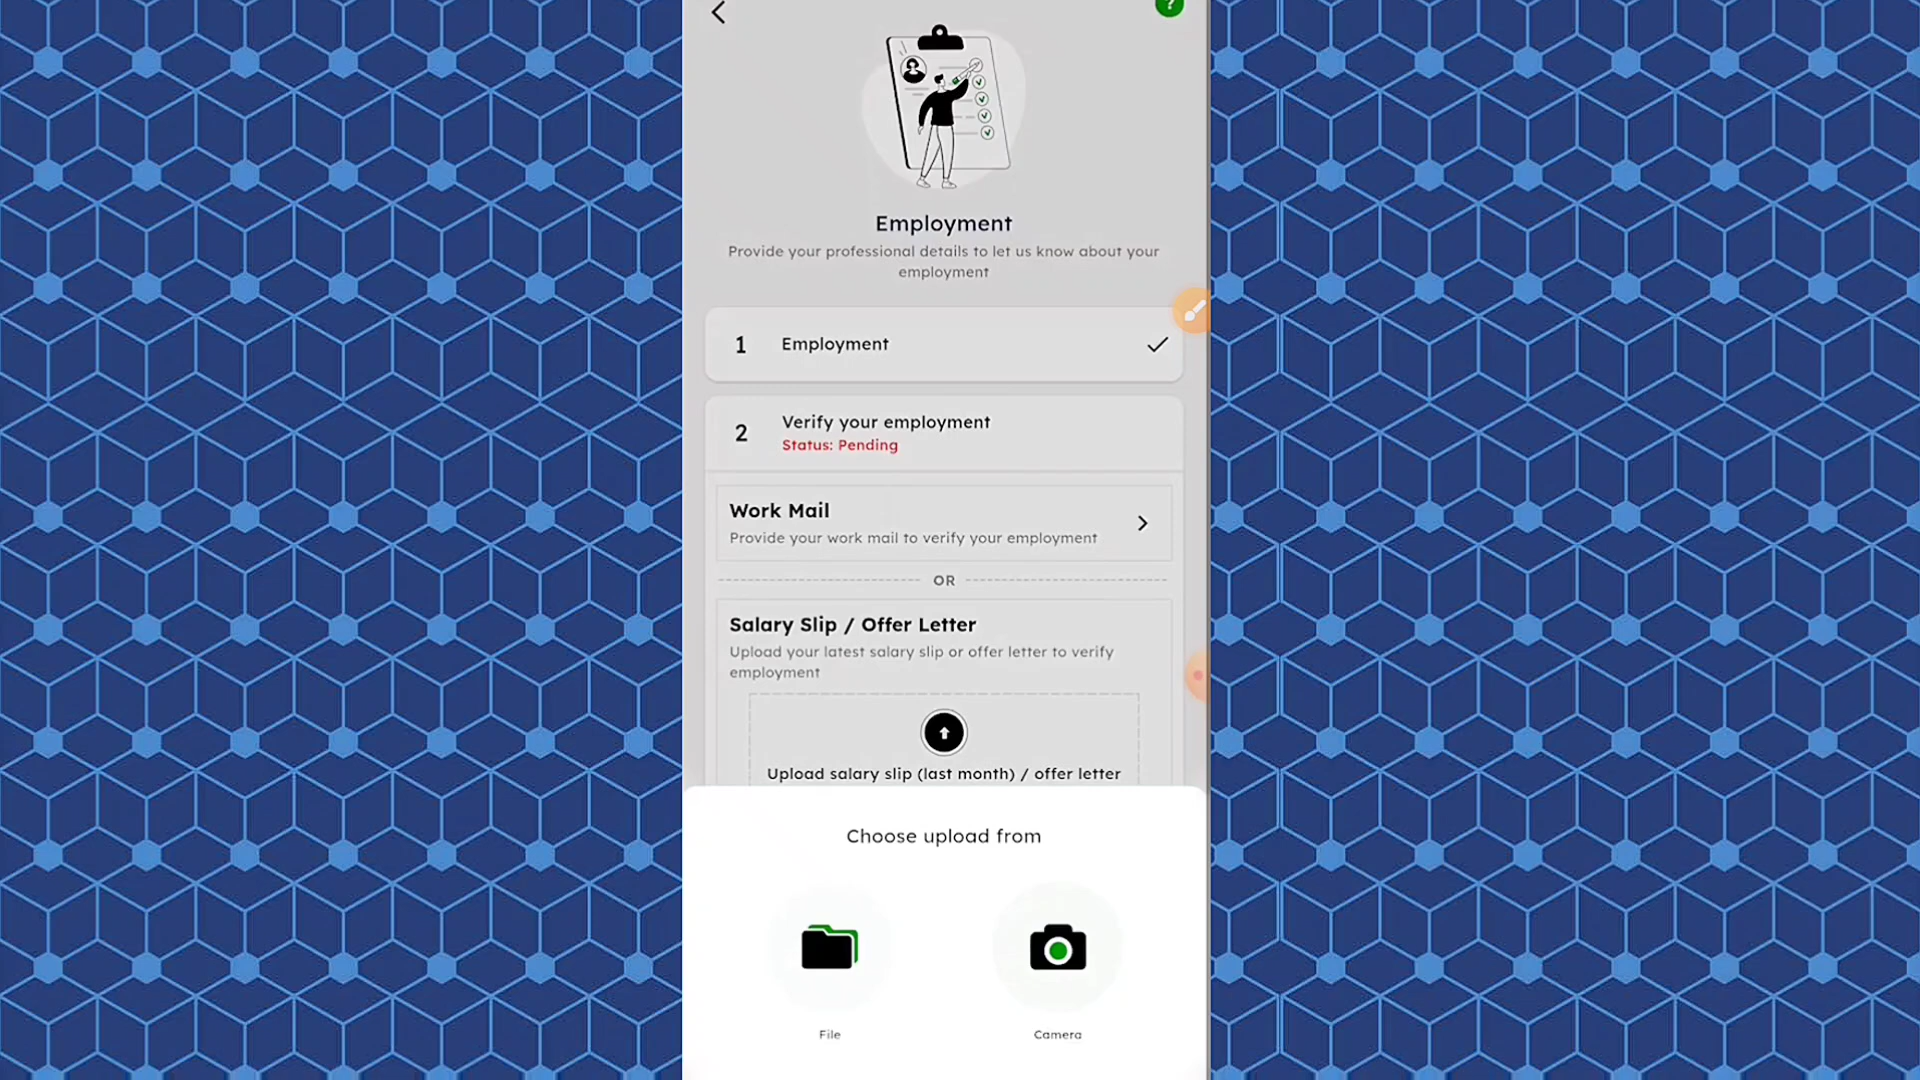 ?
Employment
Provide your professional details to let us know about your
employment
1 Employment
2 Verify your employment
Status: Pending
Work Mail
Provide your work mail to verify your employment
OR
Salary Slip / Offer Letter
Upload your latest salary slip or offer letter to verify
employment
Upload salary slip (last month) / offer letter
Choose upload from
File Camera